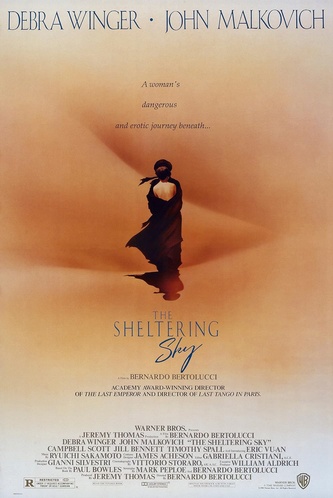 DEBRA WINGER · JOHN MALKOVICH
A woman's
dangerous
and erotic journey beneath...
THE
SHELTERING
Sky
BERNARDO BERTOLUCCI
ACADEMY AWARD-WINNING DIRECTOR
OF THE LAST EMPEROR AND DIRECTOR OF LAST TANGO IN PARIS.
WARNER BROS.
JEREMY THOMAS BERNARDO BERTOLUCCI
DEBRA WINGER JOHN MALKOVICH "THE SHELTERING SKY"
CAMPBELL SCOTT JILL BENNETT TIMOTHY SPALL ERIC VU-AN
RYUICHI SAKAMOTO JAMES ACHESON GABRIELLA CRISTIANI,
GIANNI SILVESTRI VITTORIO STORARO, WILLIAM ALDRICH
PAUL BOWLES MARK PEPLOE BERNARDO BERTOLUCCI
JEREMY THOMAS BERNARDO BERTOLUCCI
R RESTRICTED
WB